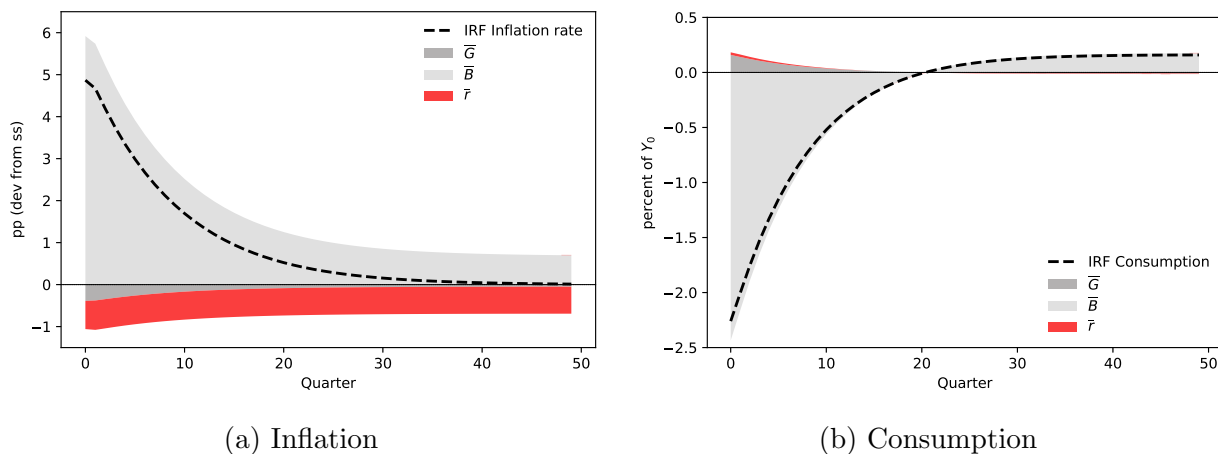 6
5
4
3
2
1
0
−1
pp (dev from ss)
0 10 20 30 40 50
Quarter
IRF Inflation rate
G̅
B̅
r̅
(a) Inflation
0.5
0.0
−0.5
−1.0
−1.5
−2.0
−2.5
percent of Y₀
0 10 20 30 40 50
Quarter
IRF Consumption
G̅
B̅
r̅
(b) Consumption